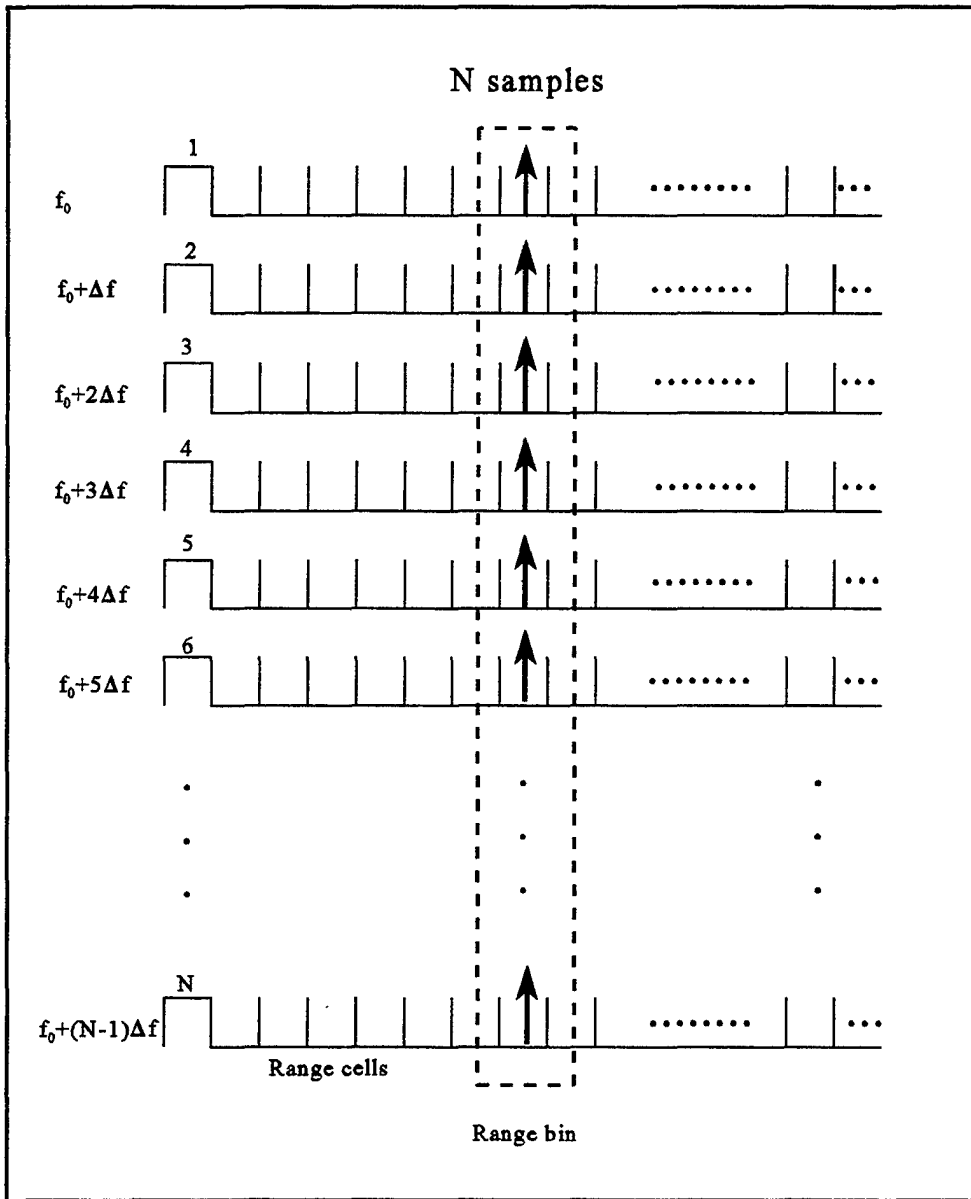 N samples
1
f₀
2
f₀+Δf
3
f₀+2Δf
4
f₀+3Δf
5
f₀+4Δf
6
f₀+5Δf
N
f₀+(N-1)Δf
Range cells
Range bin